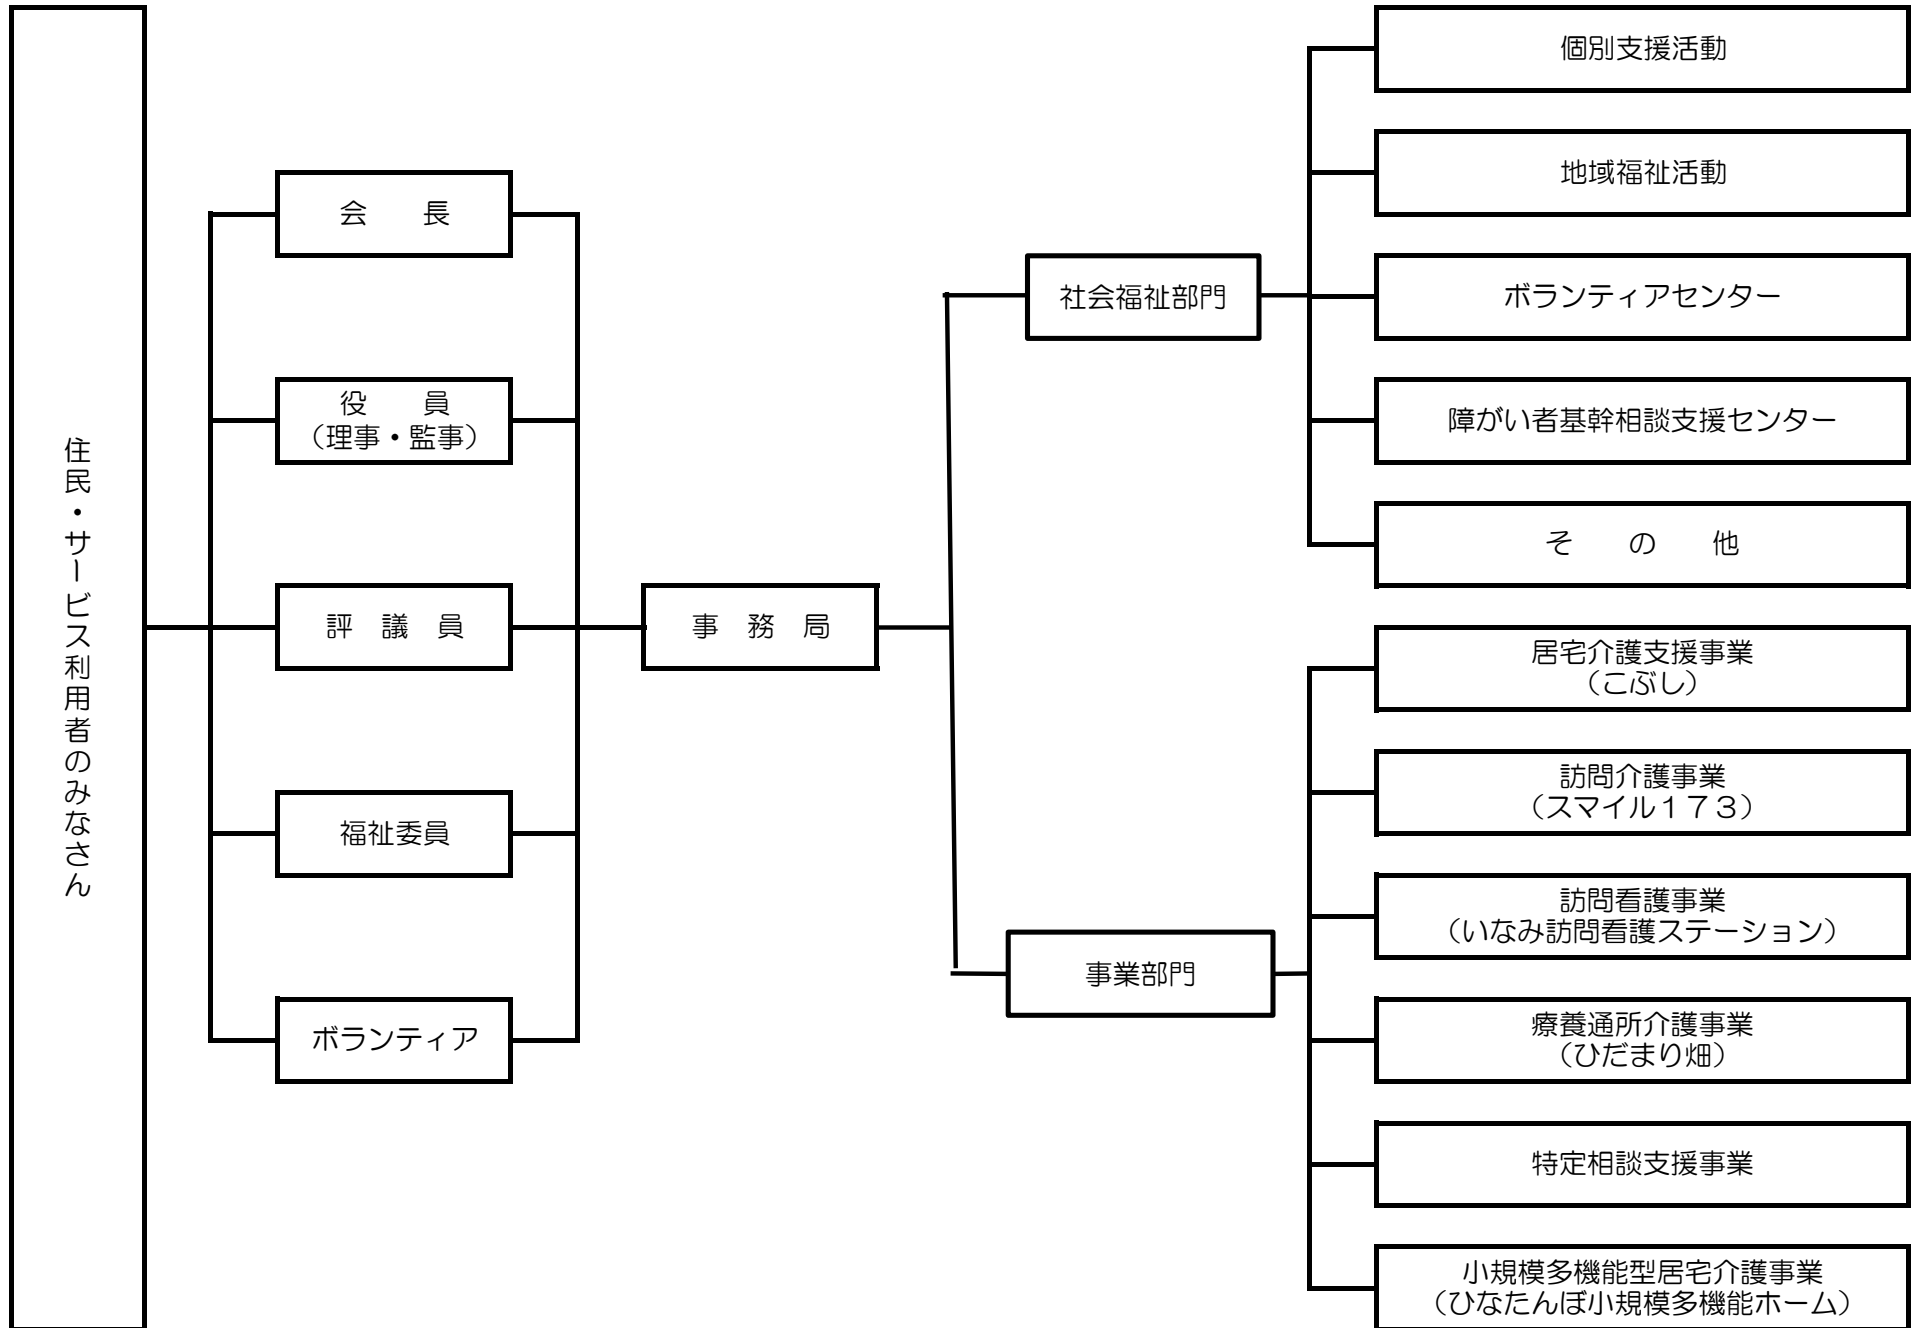 住民・サービス利用者のみなさん
会　　長
役　　員
（理事・監事）
評　議　員
福祉委員
ボランティア
事　務　局
社会福祉部門
個別支援活動
地域福祉活動
ボランティアセンター
障がい者基幹相談支援センター
そ　　の　　他
事業部門
居宅介護支援事業
（こぶし）
訪問介護事業
（スマイル１７３）
訪問看護事業
（いなみ訪問看護ステーション）
療養通所介護事業
（ひだまり畑）
特定相談支援事業
小規模多機能型居宅介護事業
（ひなたんぼ小規模多機能ホーム）